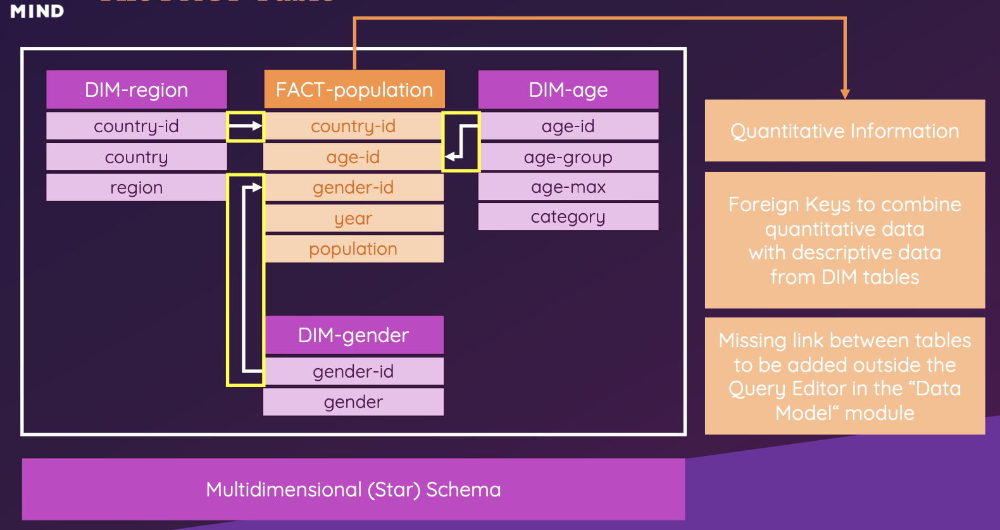 MIND
The FACT Table
DIM-region
country-id
country
region
FACT-population
country-id
age-id
gender-id
year
population
DIM-age
age-id
age-group
age-max
category
DIM-gender
gender-id
gender
Quantitative Information
Foreign Keys to combine
quantitative data
with descriptive data
from DIM tables
Missing link between tables
to be added outside the
Query Editor in the “Data
Model“ module
Multidimensional (Star) Schema